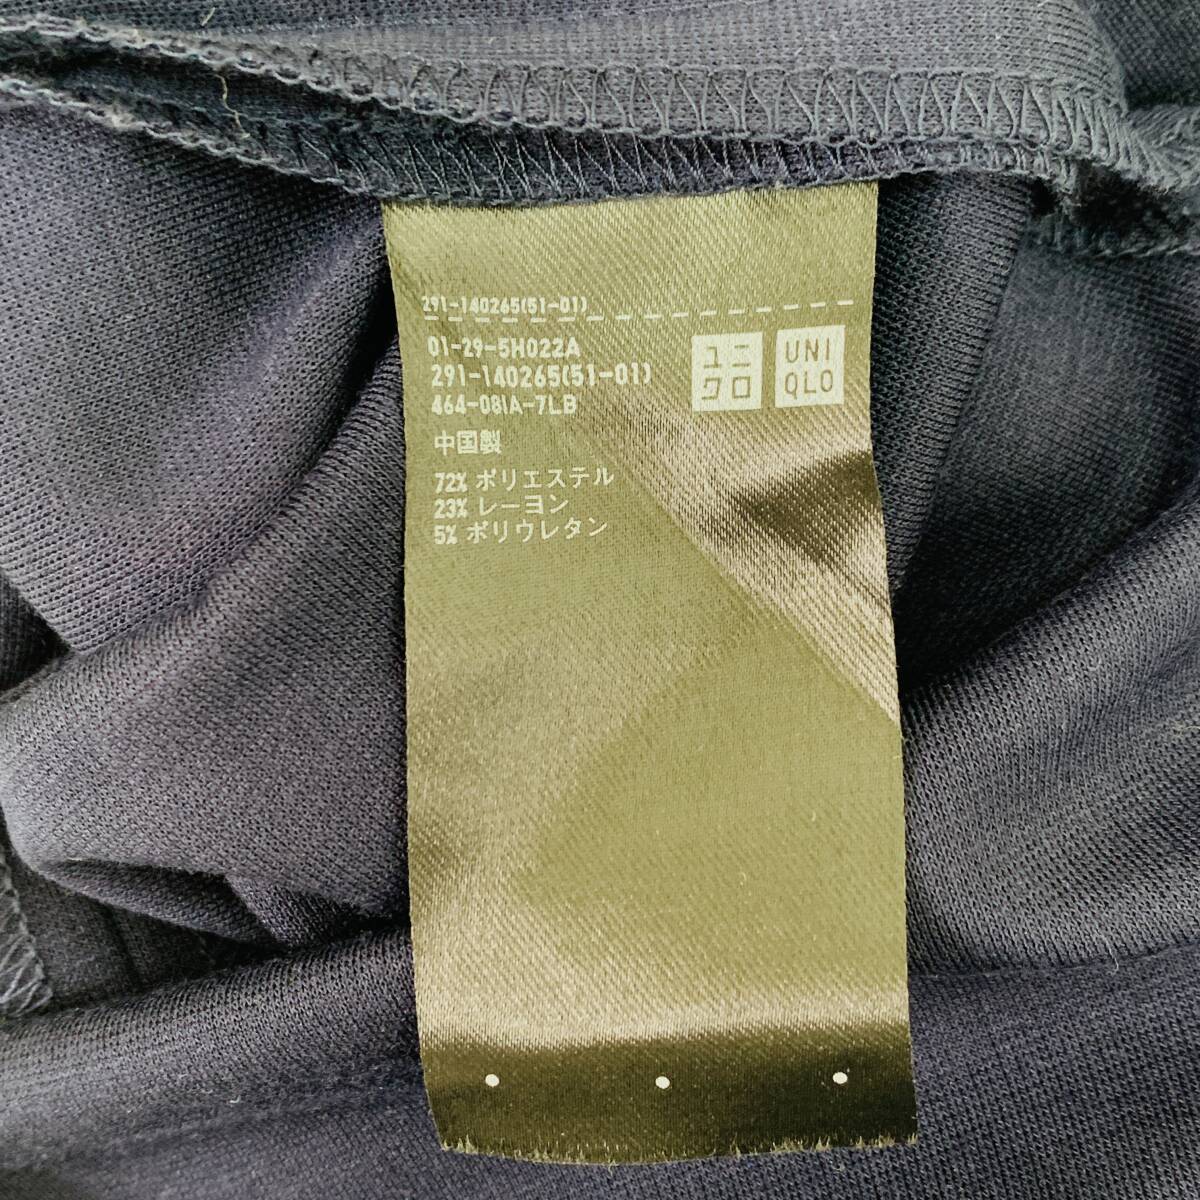 291-140265(51-01)
01-29-5H022A
291-140265(51-01)
464-081A-7LB
ユニ
クロ
UNI
QLO
中国製
72% ポリエステル
23% レーヨン
5% ポリウレタン